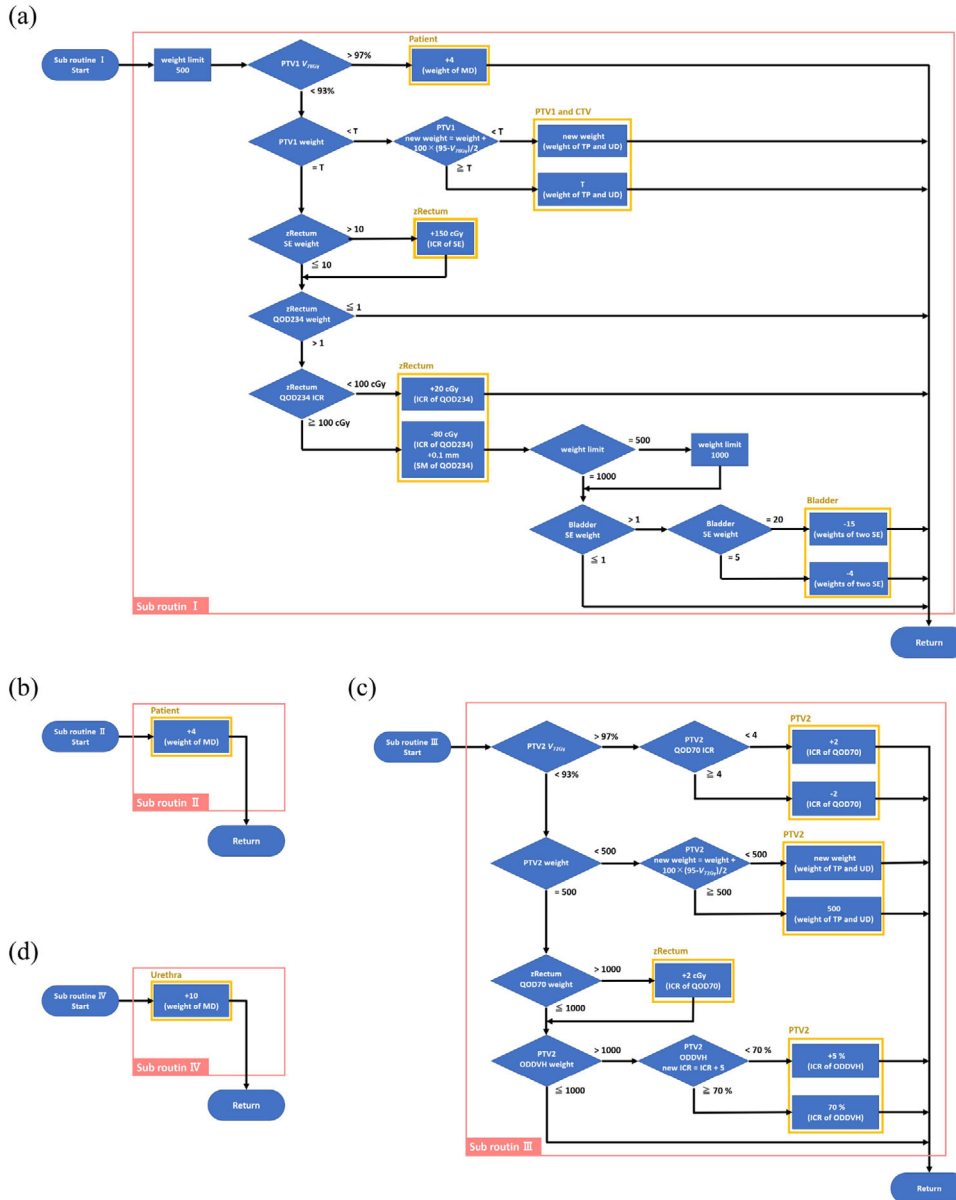 (a)
Sub routine Ⅰ
Start
weight limit
500
PTV1 V78Gy
> 97%
< 93%
Patient
+4
(weight of MD)
PTV1 weight
< T
= T
PTV1
new weight = weight +
100×(95-V78Gy)/2
< T
≧ T
PTV1 and CTV
new weight
(weight of TP and UD)
T
(weight of TP and UD)
zRectum
SE weight
> 10
≦ 10
zRectum
+150 cGy
(ICR of SE)
zRectum
QOD234 weight
≦ 1
> 1
zRectum
QOD234 ICR
< 100 cGy
≧ 100 cGy
zRectum
+20 cGy
(ICR of QOD234)
-80 cGy
(ICR of QOD234)
+0.1 mm
(SM of QOD234)
weight limit
= 500
= 1000
weight limit
1000
Bladder
SE weight
> 1
≦ 1
Bladder
SE weight
= 20
= 5
Bladder
-15
(weights of two SE)
-4
(weights of two SE)
Sub routin Ⅰ
Return
(b)
Sub routine Ⅱ
Start
Patient
+4
(weight of MD)
Sub routin Ⅱ
Return
(c)
Sub routine Ⅲ
Start
PTV2 V72Gy
> 97%
< 93%
PTV2
QOD70 ICR
< 4
≧ 4
PTV2
+2
(ICR of QOD70)
-2
(ICR of QOD70)
PTV2 weight
< 500
= 500
PTV2
new weight = weight +
100×(95-V72Gy)/2
< 500
≧ 500
PTV2
new weight
(weight of TP and UD)
500
(weight of TP and UD)
zRectum
QOD70 weight
> 1000
≦ 1000
zRectum
+2 cGy
(ICR of QOD70)
PTV2
ODDVH weight
> 1000
≦ 1000
PTV2
ODDVH
new ICR = ICR + 5
< 70 %
≧ 70 %
PTV2
+5 %
(ICR of ODDVH)
70 %
(ICR of ODDVH)
Sub routin Ⅲ
Return
(d)
Sub routine Ⅳ
Start
Urethra
+10
(weight of MD)
Sub routin Ⅳ
Return